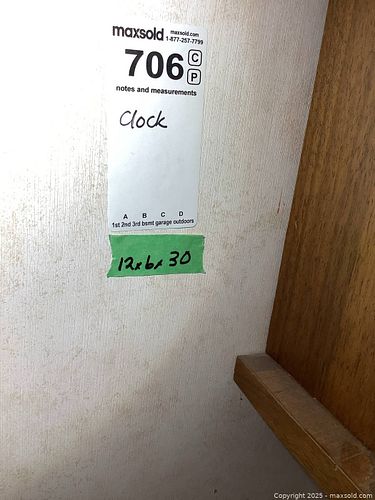 maxsold maxsold.com
1-877-257-7799
706 C
P
notes and measurements
Clock
A B C D
1st 2nd 3rd bsmt garage outdoors
12x6x30
Copyright 2025 - maxsold.com